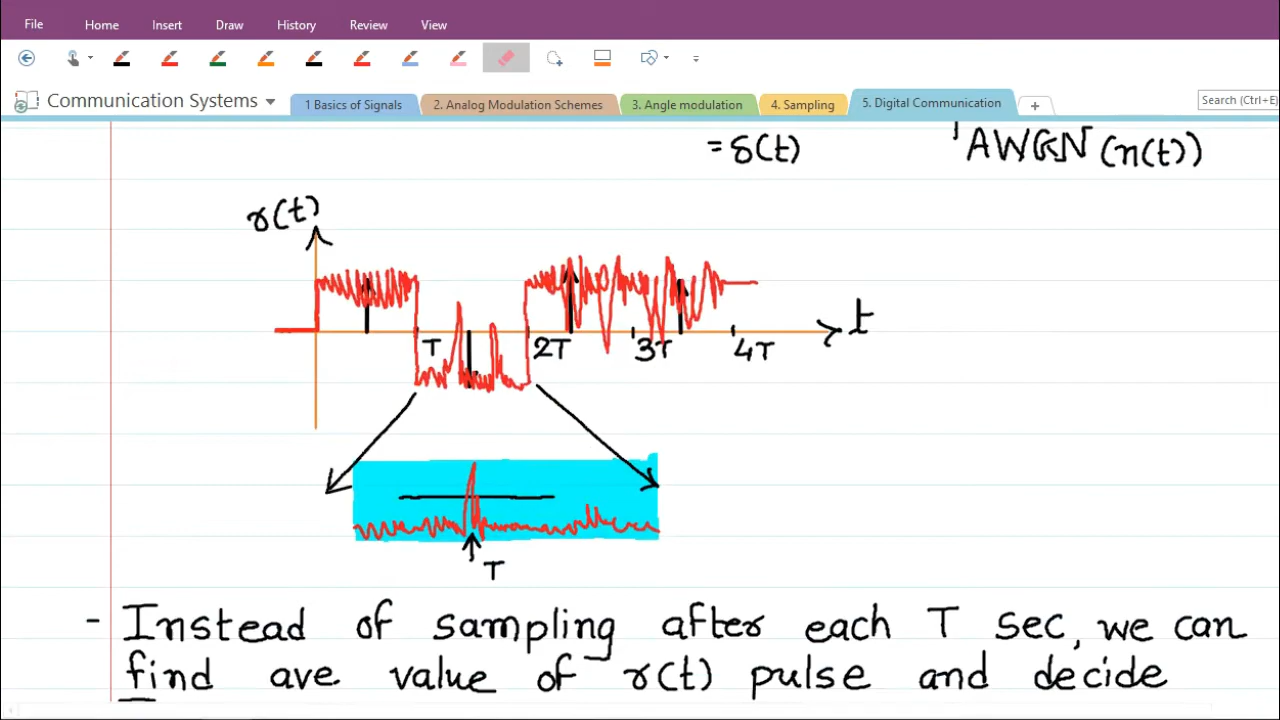 File Home Insert Draw History Review View
Communication Systems 1 Basics of Signals 2. Analog Modulation Schemes 3. Angle modulation 4. Sampling 5. Digital Communication + Search (Ctrl+E)
= δ(t) AWGN (n(t))
r(t)
t
T 2T 3T 4T
T
- Instead of sampling after each T sec, we can
find ave value of r(t) pulse and decide